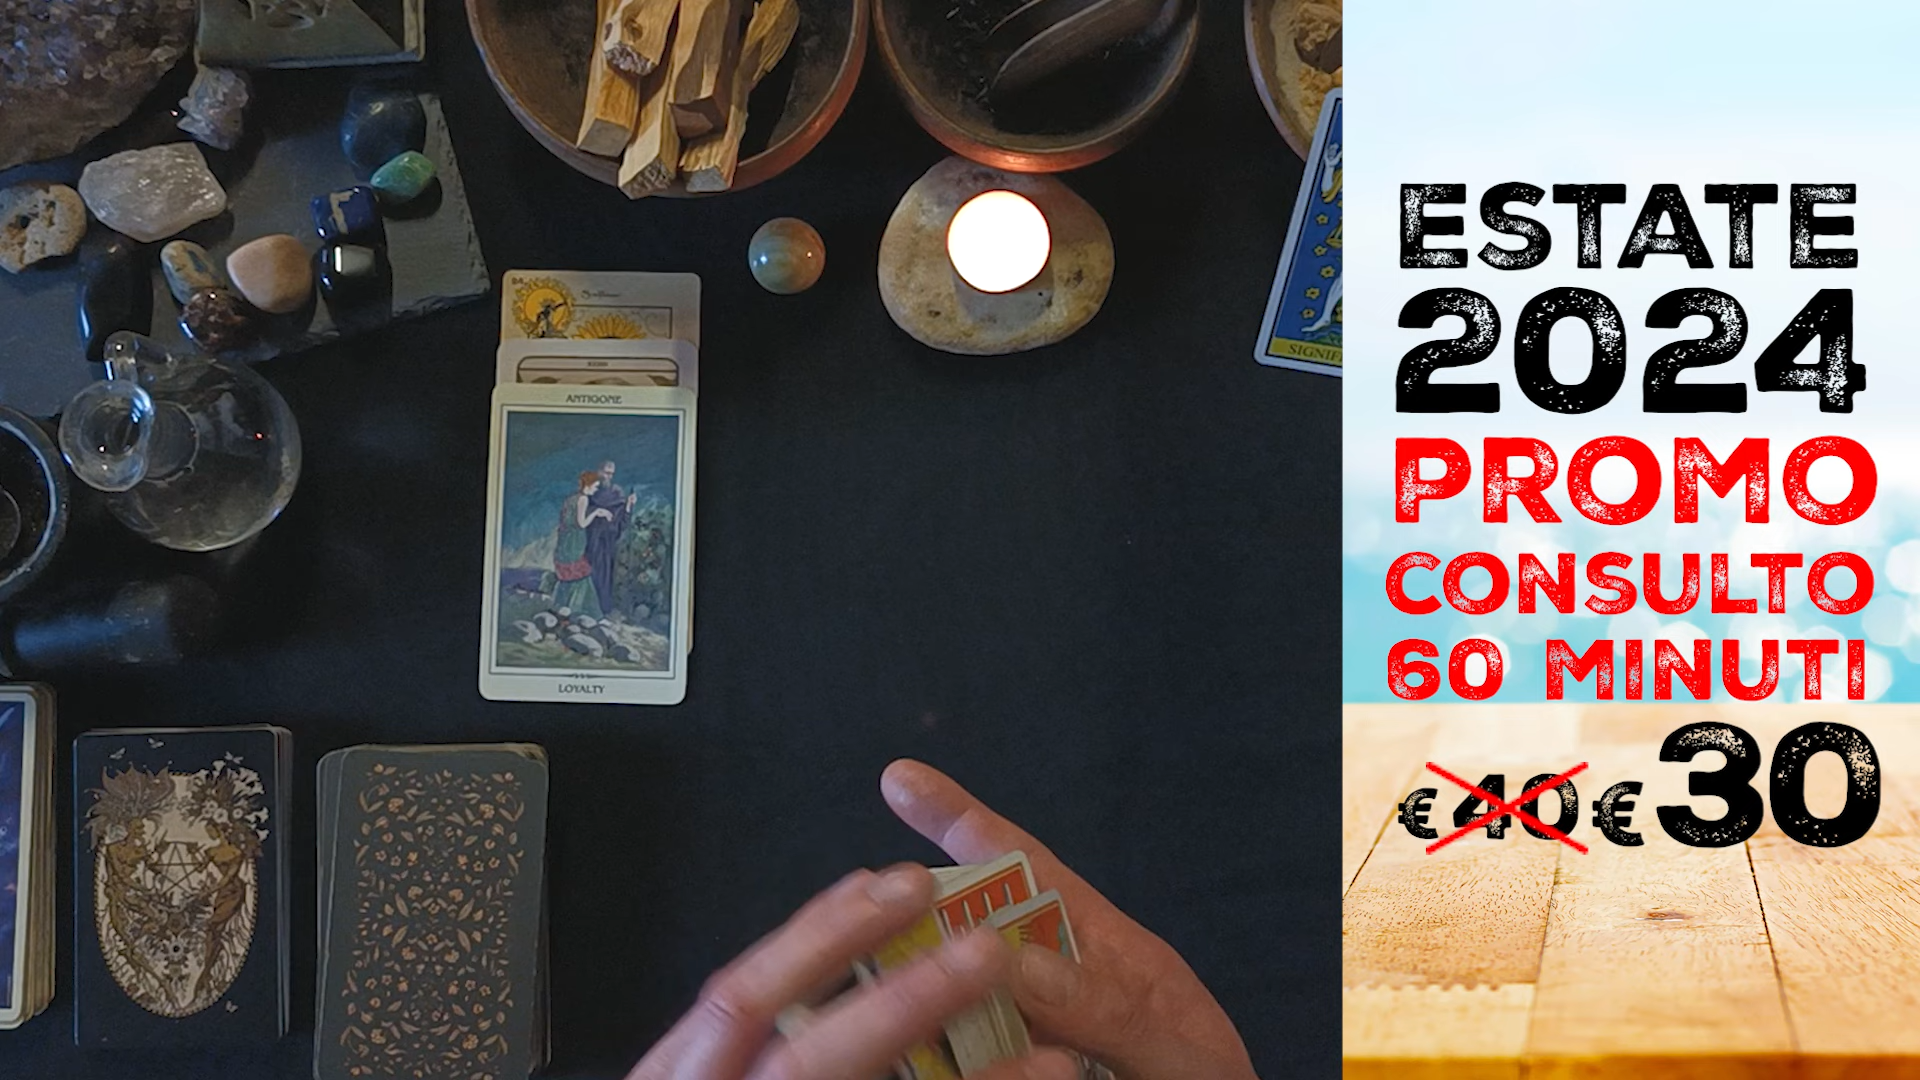 ANTIGONE
LOYALTY
ESTATE
2024
PROMO
CONSULTO
60 MINUTI
€ 40 € 30